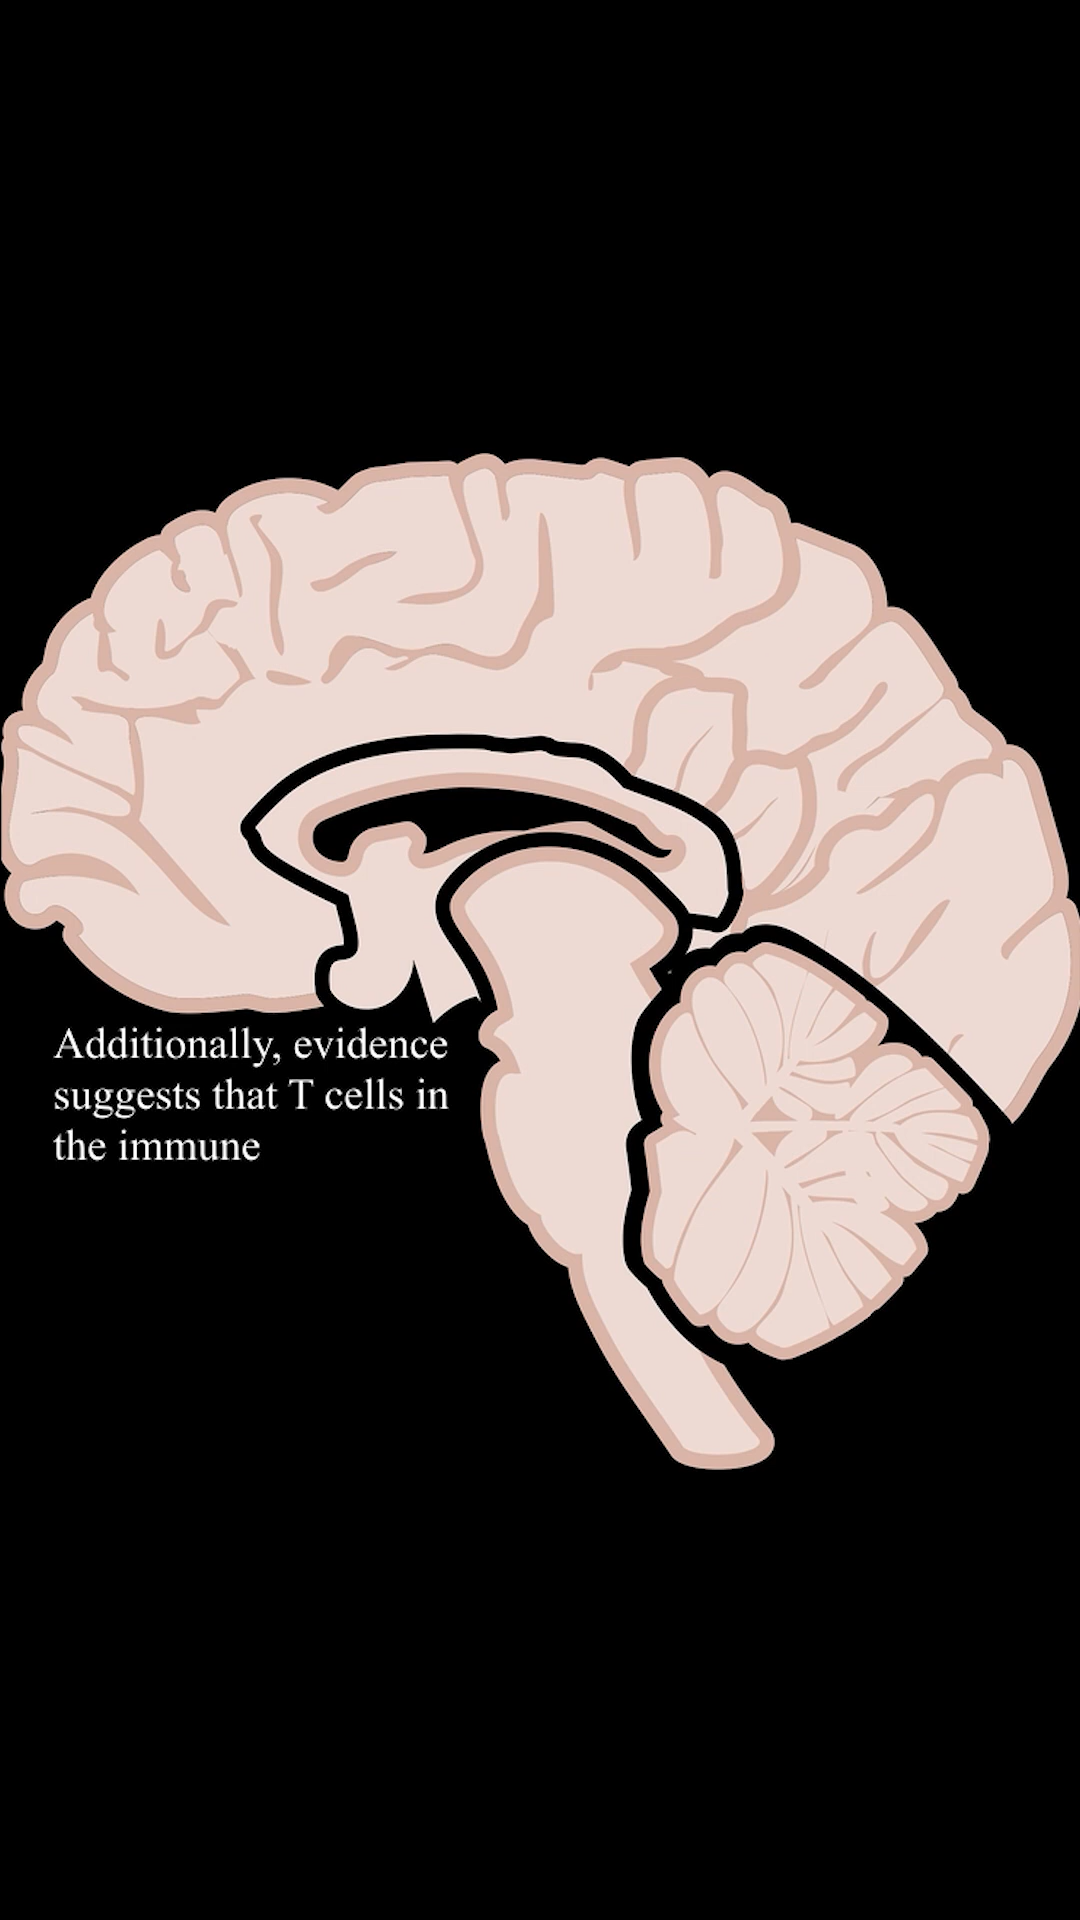 Additionally, evidence
suggests that T cells in
the immune